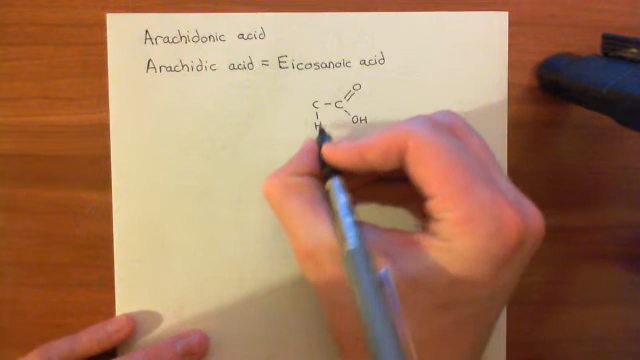 Arachidonic acid
Arachidic acid = Eicosanoic acid
O
C - C
H OH